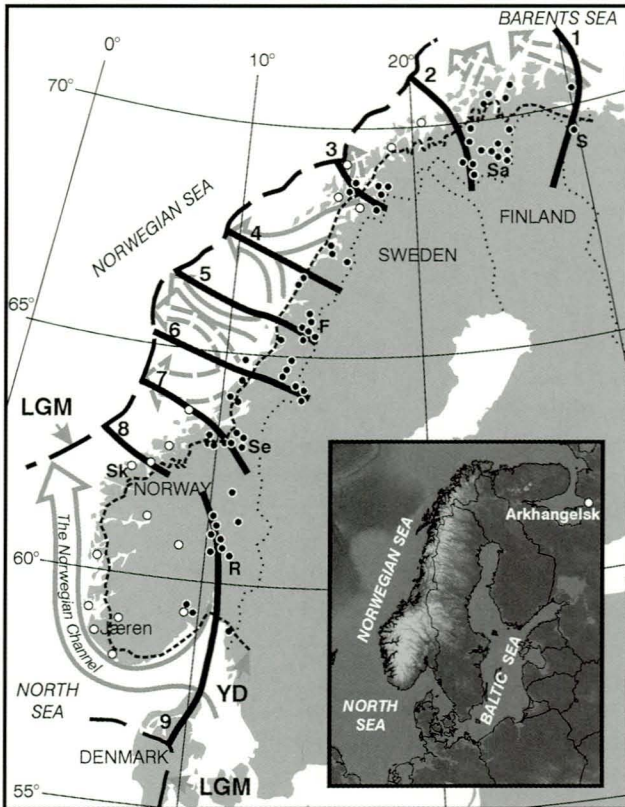 BARENTS SEA
0°
10°
20°
1
2
70°
S
3
Sa
FINLAND
NORWEGIAN SEA
4
SWEDEN
5
65°
F
6
7
LGM
8
Se
Sk
NORWAY
Arkhangelsk
The Norwegian Channel
60°
R
NORWEGIAN SEA
Jæren
BALTIC SEA
NORTH
SEA
YD
NORTH
SEA
9
DENMARK
LGM
55°